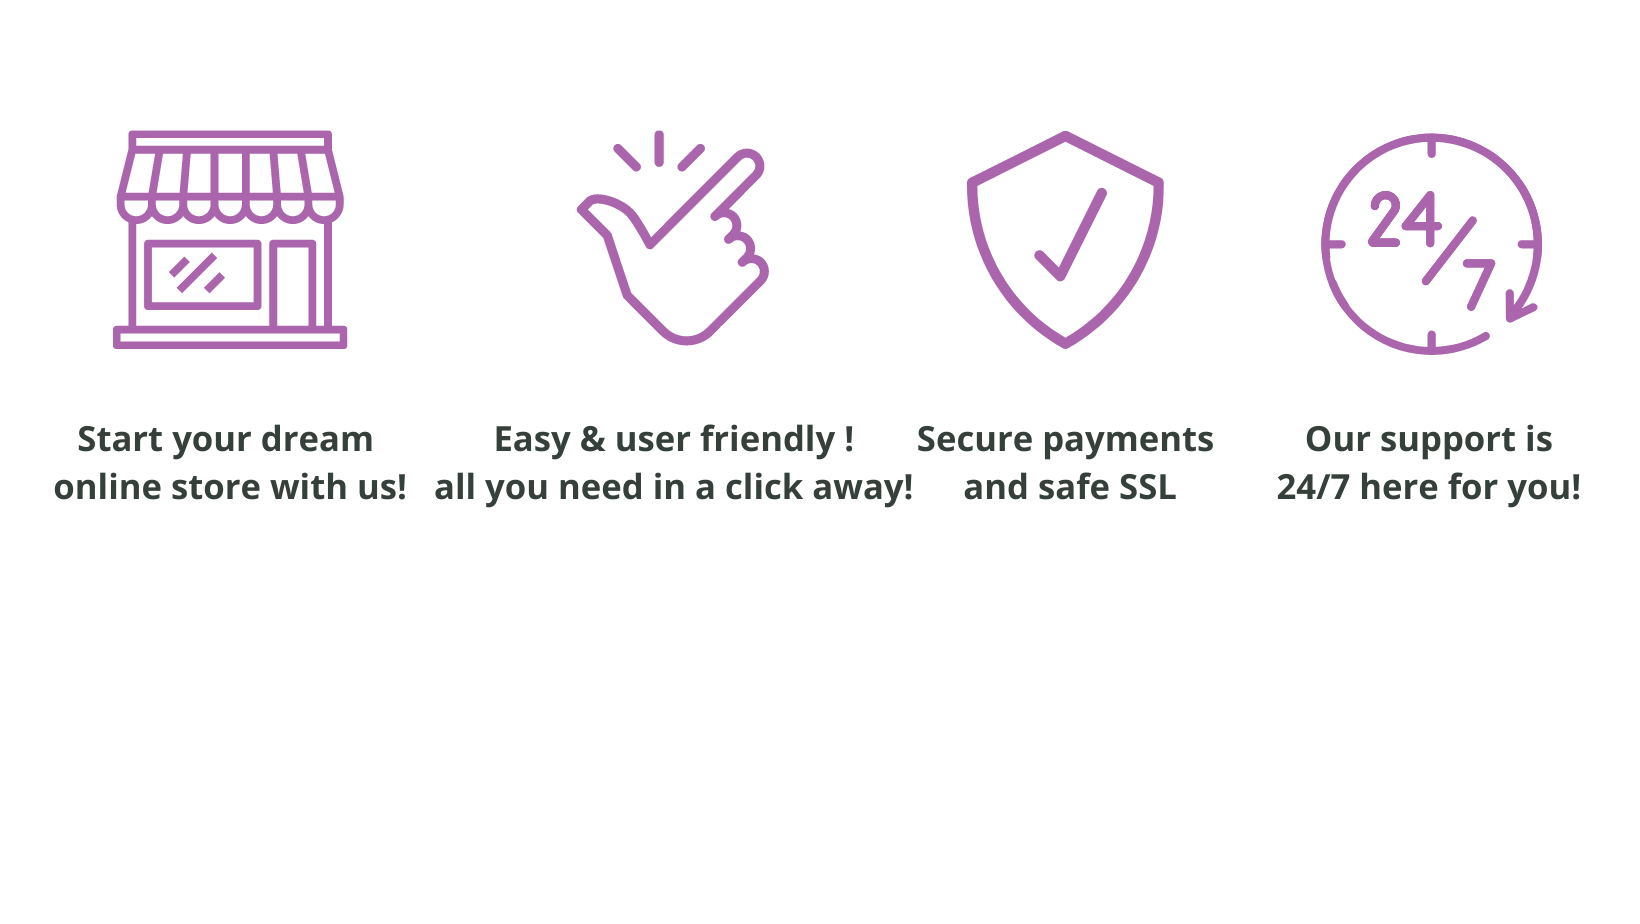 24/7
Start your dream
online store with us!
Easy & user friendly !
all you need in a click away!
Secure payments
and safe SSL
Our support is
24/7 here for you!